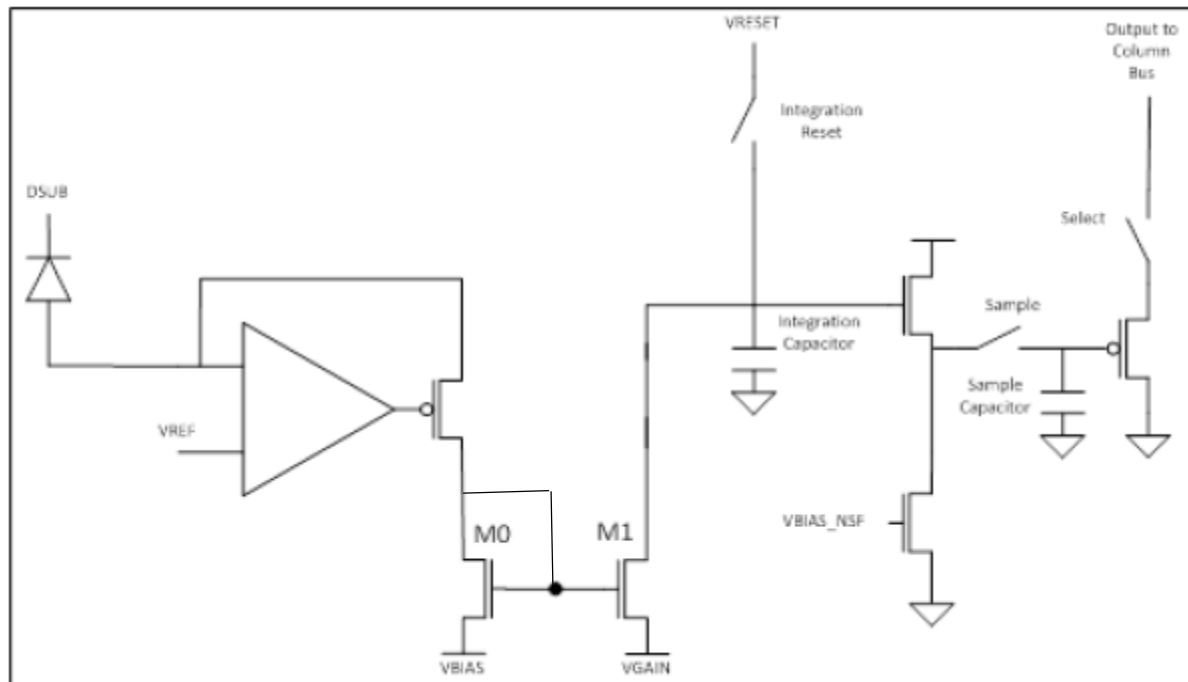 VRESET
Output to
Column
Bus
Integration
Reset
DSUB
Select
Sample
Integration
Capacitor
Sample
Capacitor
VREF
VBIAS_NSF
M0
M1
VBIAS
VGAIN